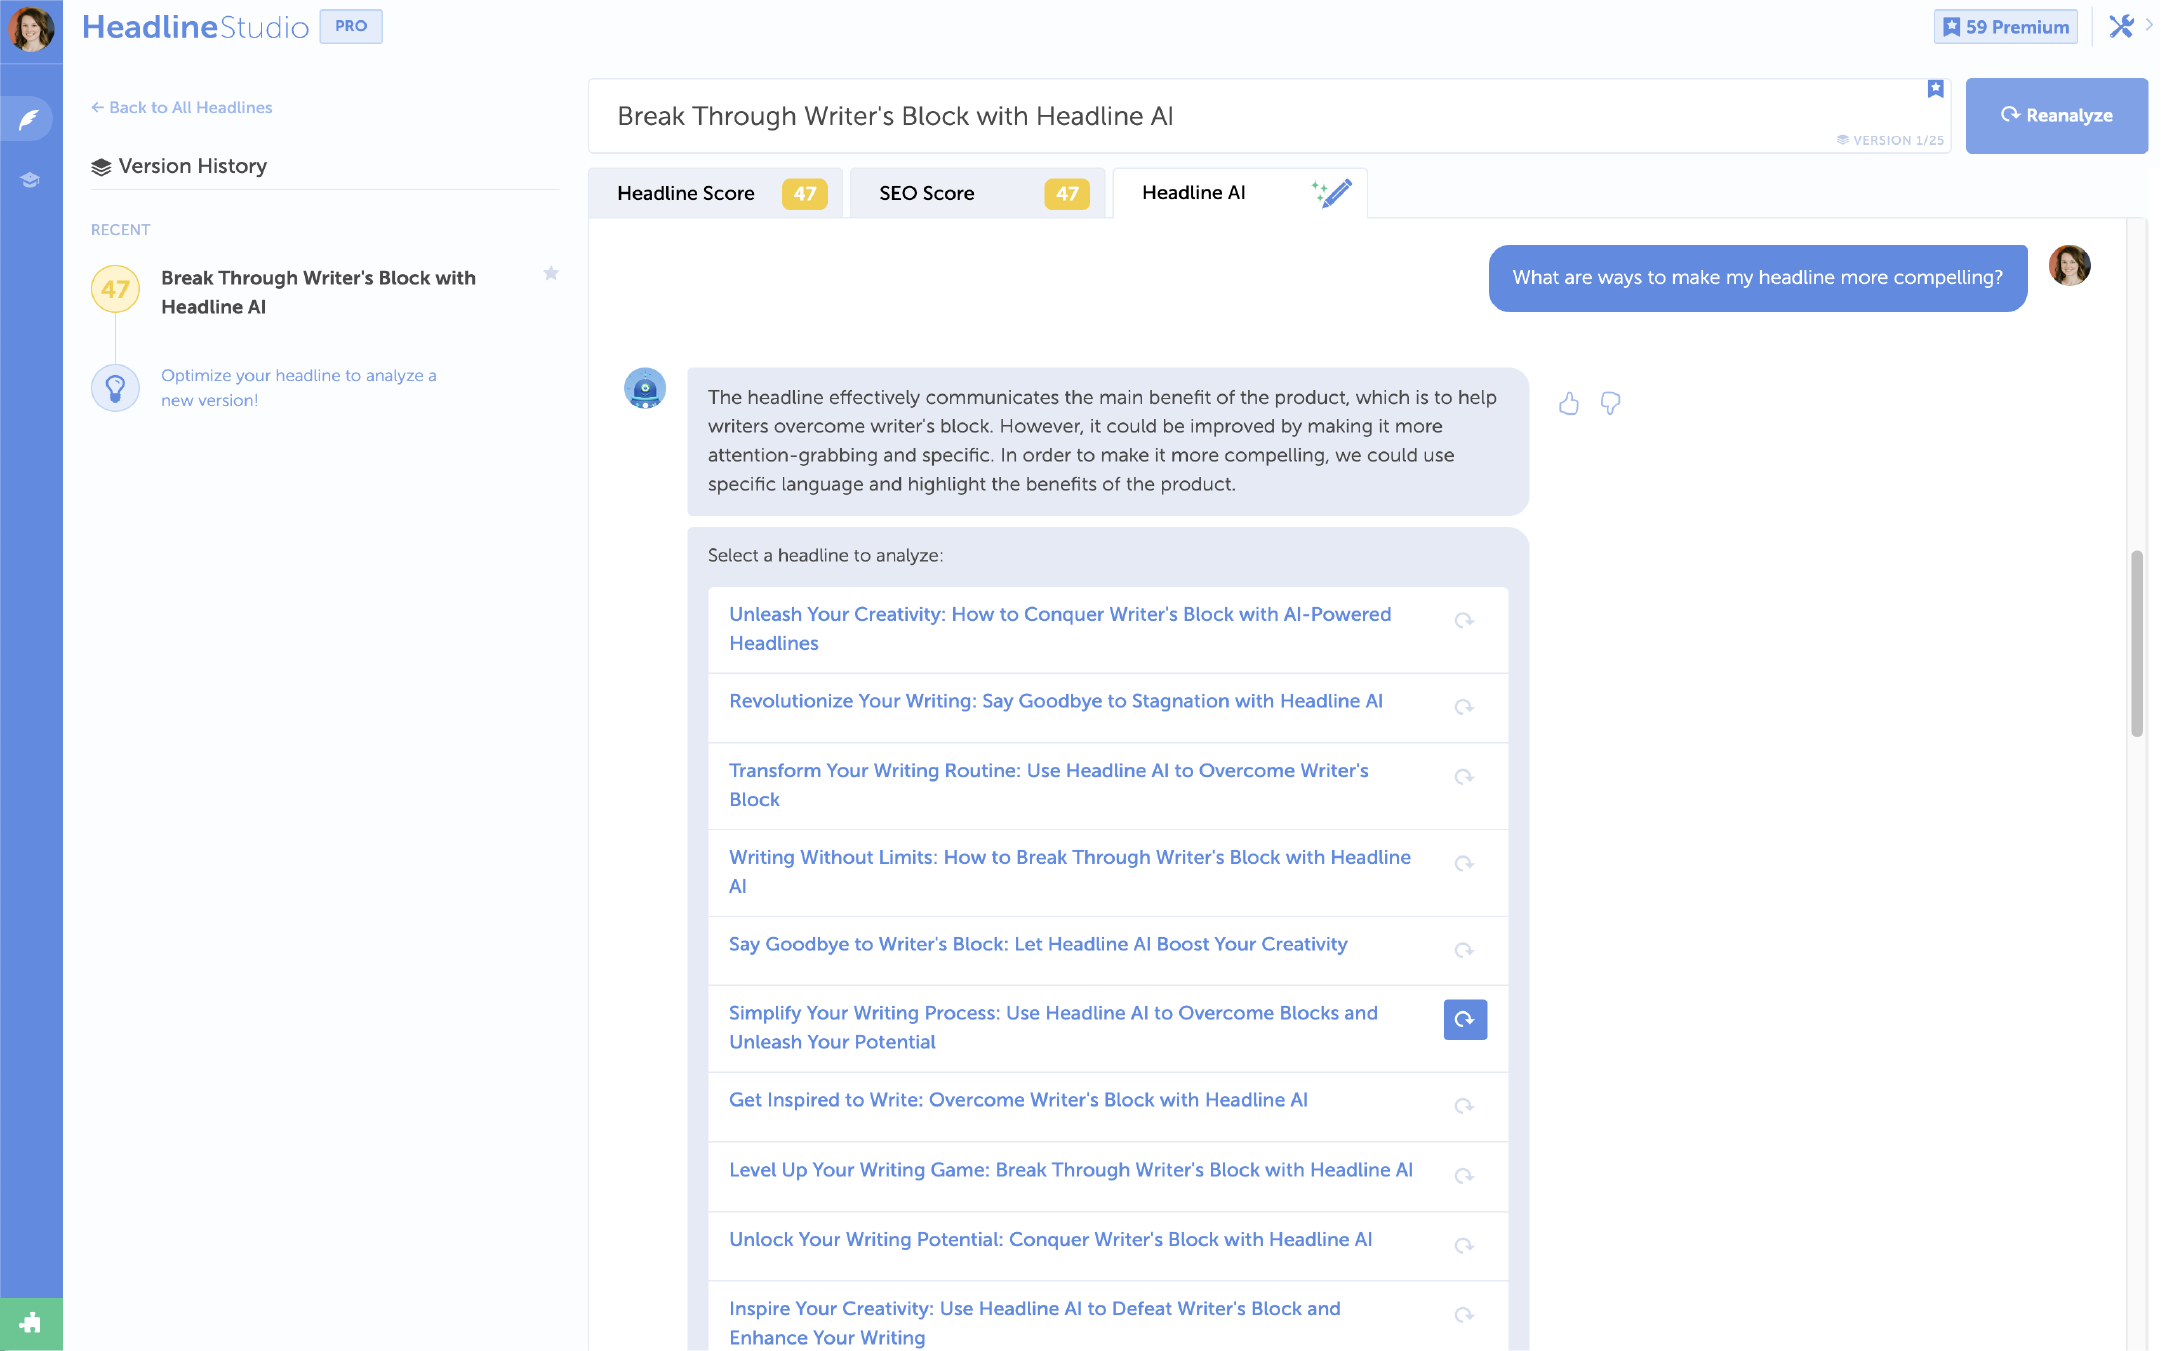 HeadlineStudio PRO
59 Premium
← Back to All Headlines
Version History
RECENT
47
Break Through Writer's Block with
Headline AI
Optimize your headline to analyze a
new version!
Break Through Writer's Block with Headline AI
VERSION 1/25
Reanalyze
Headline Score 47
SEO Score 47
Headline AI
What are ways to make my headline more compelling?
The headline effectively communicates the main benefit of the product, which is to help
writers overcome writer's block. However, it could be improved by making it more
attention-grabbing and specific. In order to make it more compelling, we could use
specific language and highlight the benefits of the product.
Select a headline to analyze:
Unleash Your Creativity: How to Conquer Writer's Block with AI-Powered
Headlines
Revolutionize Your Writing: Say Goodbye to Stagnation with Headline AI
Transform Your Writing Routine: Use Headline AI to Overcome Writer's
Block
Writing Without Limits: How to Break Through Writer's Block with Headline
AI
Say Goodbye to Writer's Block: Let Headline AI Boost Your Creativity
Simplify Your Writing Process: Use Headline AI to Overcome Blocks and
Unleash Your Potential
Get Inspired to Write: Overcome Writer's Block with Headline AI
Level Up Your Writing Game: Break Through Writer's Block with Headline AI
Unlock Your Writing Potential: Conquer Writer's Block with Headline AI
Inspire Your Creativity: Use Headline AI to Defeat Writer's Block and
Enhance Your Writing